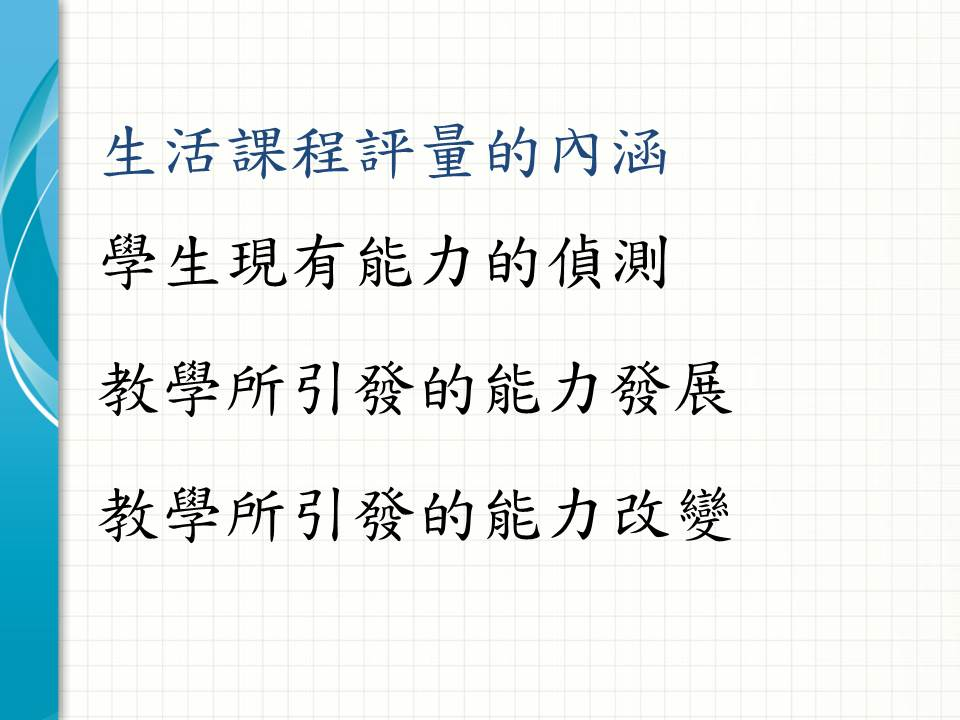 生活課程評量的內涵
學生現有能力的偵測
教學所引發的能力發展
教學所引發的能力改變